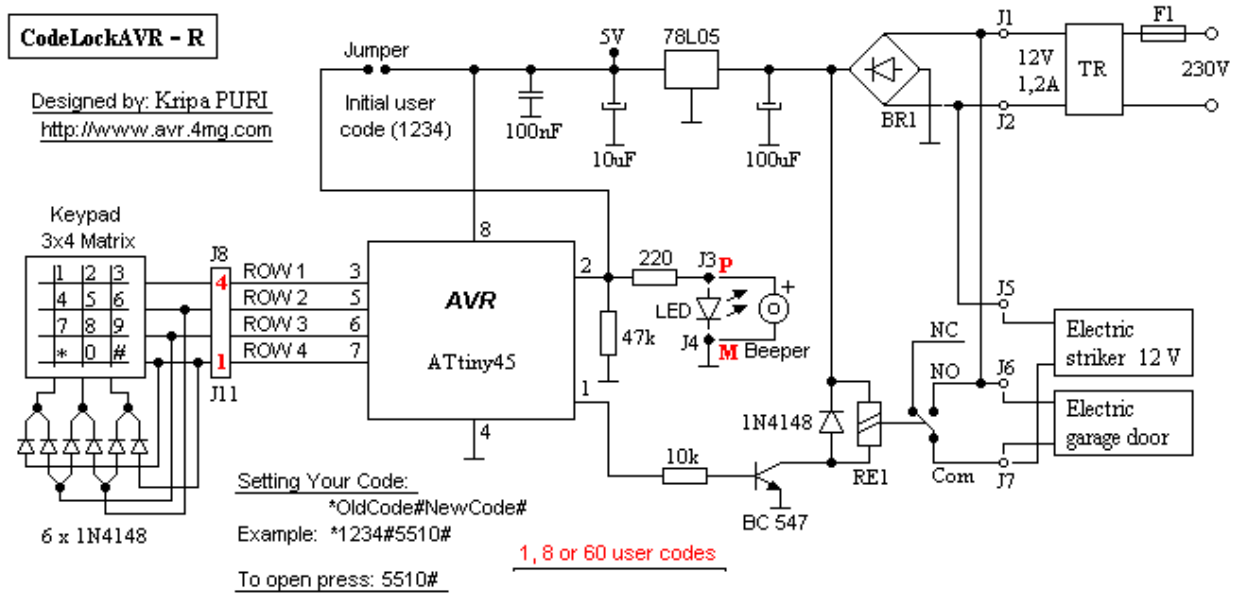 CodeLockAVR - R
Designed by: Kripa PURI
http://www.avr.4mg.com
Jumper
Initial user
code (1234)
5V
78L05
100nF
10uF
100uF
BR1
J1
J2
12V
1,2A
TR
F1
230V
Keypad
3x4 Matrix
1 2 3
4 5 6
7 8 9
* 0 #
6 x 1N4148
J8
4
1
J11
ROW 1
ROW 2
ROW 3
ROW 4
3
5
6
7
8
AVR
ATtiny45
4
2
1
220
47k
J3 P
LED
J4 M
+
Beeper
10k
BC 547
1N4148
RE1
NC
NO
Com
J5
J6
J7
Electric
striker 12 V
Electric
garage door
Setting Your Code:
*OldCode#NewCode#
Example: *1234#5510#
To open press: 5510#
1, 8 or 60 user codes